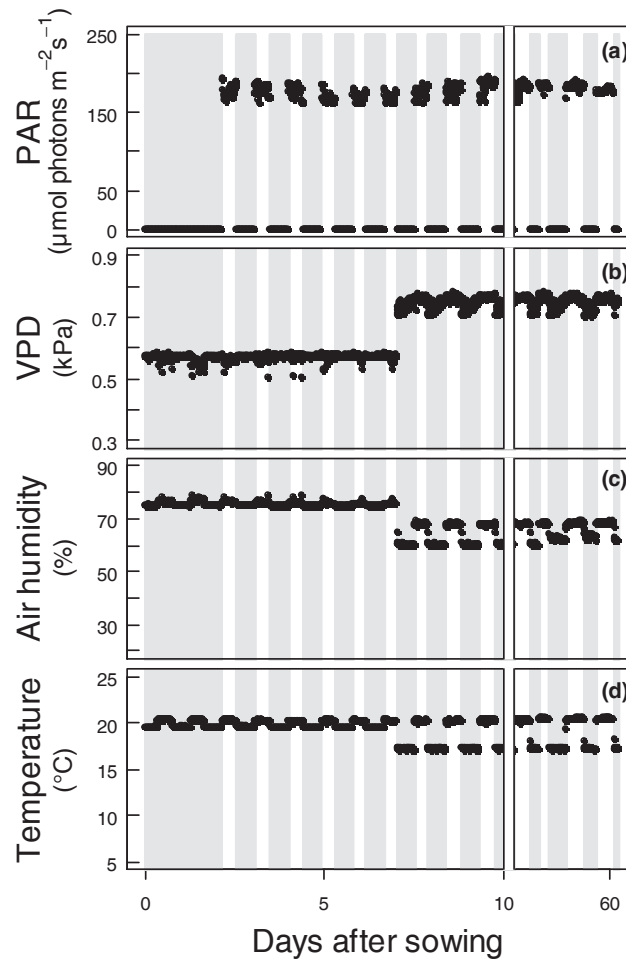 250
150
50
0
PAR
(µmol photons m−2s−1)
(a)
0.9
0.7
0.5
0.3
VPD
(kPa)
(b)
90
70
50
30
Air humidity
(%)
(c)
25
20
15
10
5
Temperature
(°C)
(d)
0 5 10 60
Days after sowing